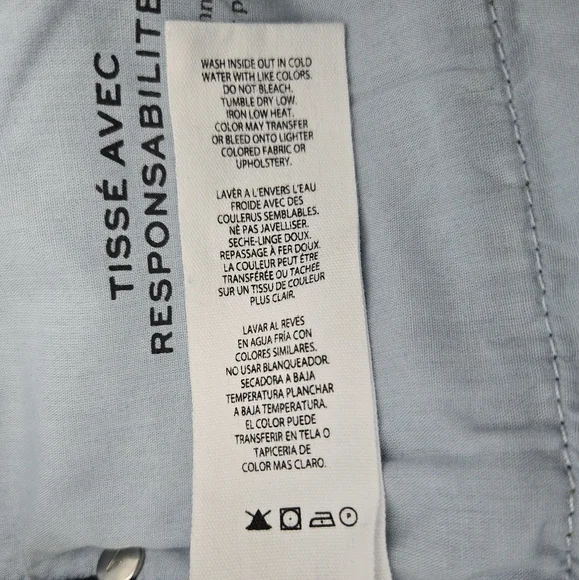 TISSÉ AVEC
RESPONSABILITÉ
WASH INSIDE OUT IN COLD
WATER WITH LIKE COLORS.
DO NOT BLEACH.
TUMBLE DRY LOW.
IRON LOW HEAT.
COLOR MAY TRANSFER
OR BLEED ONTO LIGHTER
COLORED FABRIC OR
UPHOLSTERY.
LAVÈR A L'ENVERS L'EAU
FROIDE AVEC DES
COULERUS SEMBLABLES.
NÉ PAS JAVELLISER.
SECHE-LINGE DOUX.
REPASSAGE À FER DOUX.
LA COULEUR PEUT ÉTRE
TRANSFÉRÉE OU TACHÉE
SUR UN TISSU DE COULEUR
PLUS CLAIR.
LAVAR AL REVÉS
EN AGUA FRÍA CON
COLORES SIMILARES.
NO USAR BLANQUEADOR.
SECADORA A BAJA
TEMPERATURA PLANCHAR
A BAJA TEMPERATURA.
EL COLOR PUEDE
TRANSFERIR EN TELA O
TAPICERIA DE
COLOR MAS CLARO.